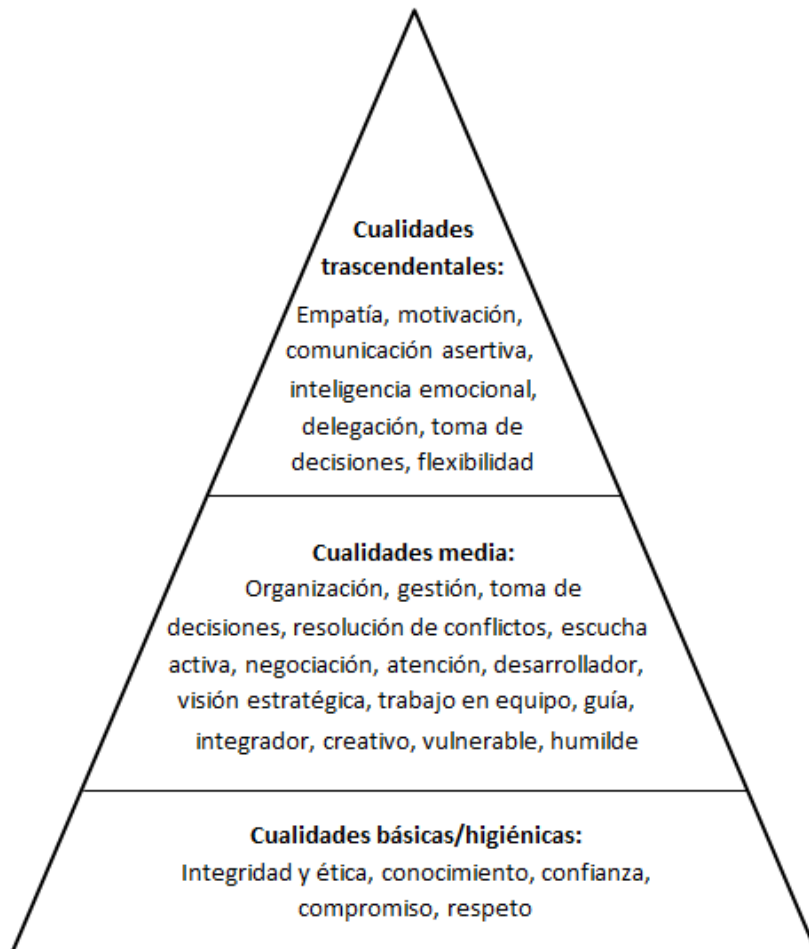 Cualidades
trascendentales:
Empatía, motivación,
comunicación asertiva,
inteligencia emocional,
delegación, toma de
decisiones, flexibilidad
Cualidades media:
Organización, gestión, toma de
decisiones, resolución de conflictos, escucha
activa, negociación, atención, desarrollador,
visión estratégica, trabajo en equipo, guía,
integrador, creativo, vulnerable, humilde
Cualidades básicas/higiénicas:
Integridad y ética, conocimiento, confianza,
compromiso, respeto